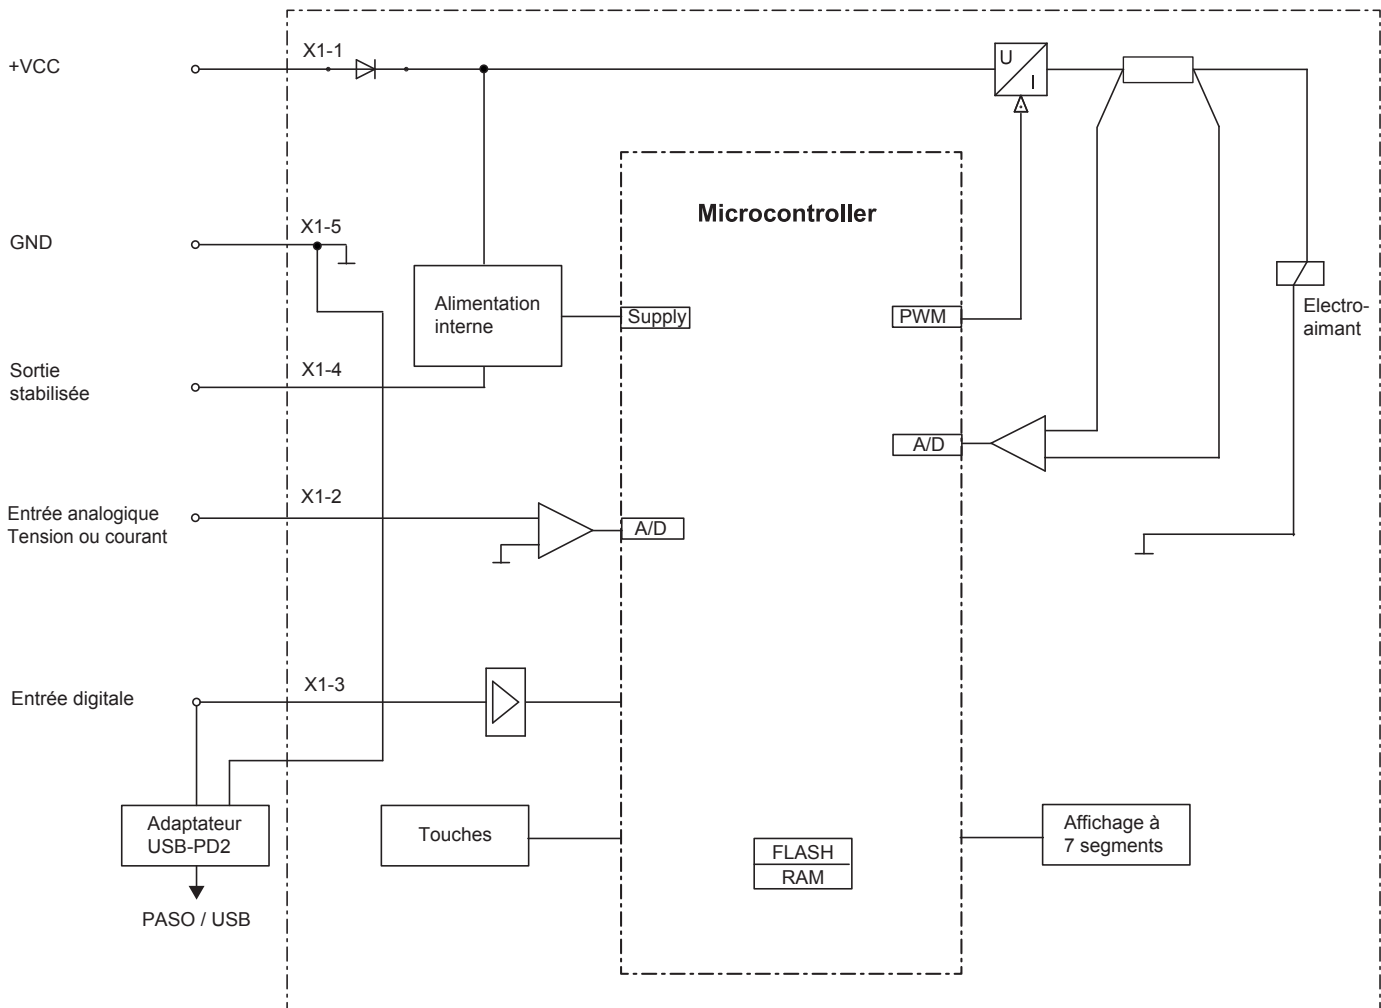 +VCC
X1-1
U
I
Microcontroller
GND
X1-5
Alimentation
interne
Supply
PWM
Electro-
aimant
Sortie
stabilisée
X1-4
A/D
Entrée analogique
Tension ou courant
X1-2
A/D
Entrée digitale
X1-3
Adaptateur
USB-PD2
Touches
FLASH
RAM
Affichage à
7 segments
PASO / USB